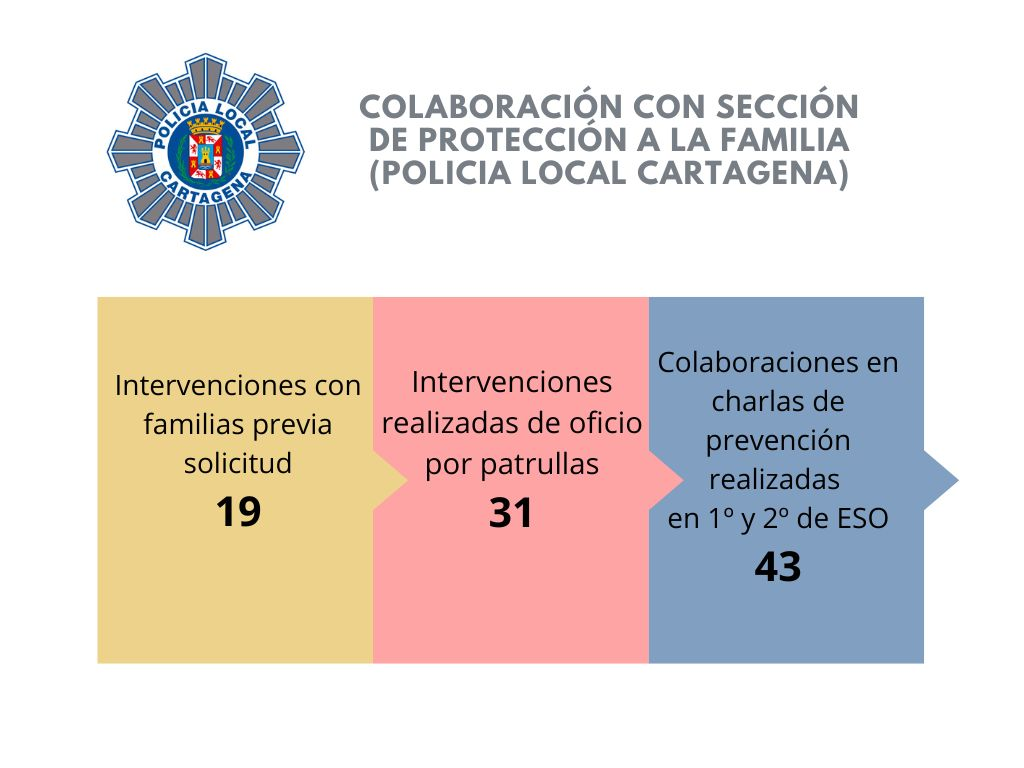 POLICIA LOCAL
CARTAGENA
COLABORACIÓN CON SECCIÓN
DE PROTECCIÓN A LA FAMILIA
(POLICIA LOCAL CARTAGENA)
Intervenciones con
familias previa
solicitud
19
Intervenciones
realizadas de oficio
por patrullas
31
Colaboraciones en
charlas de
prevención
realizadas
en 1º y 2º de ESO
43